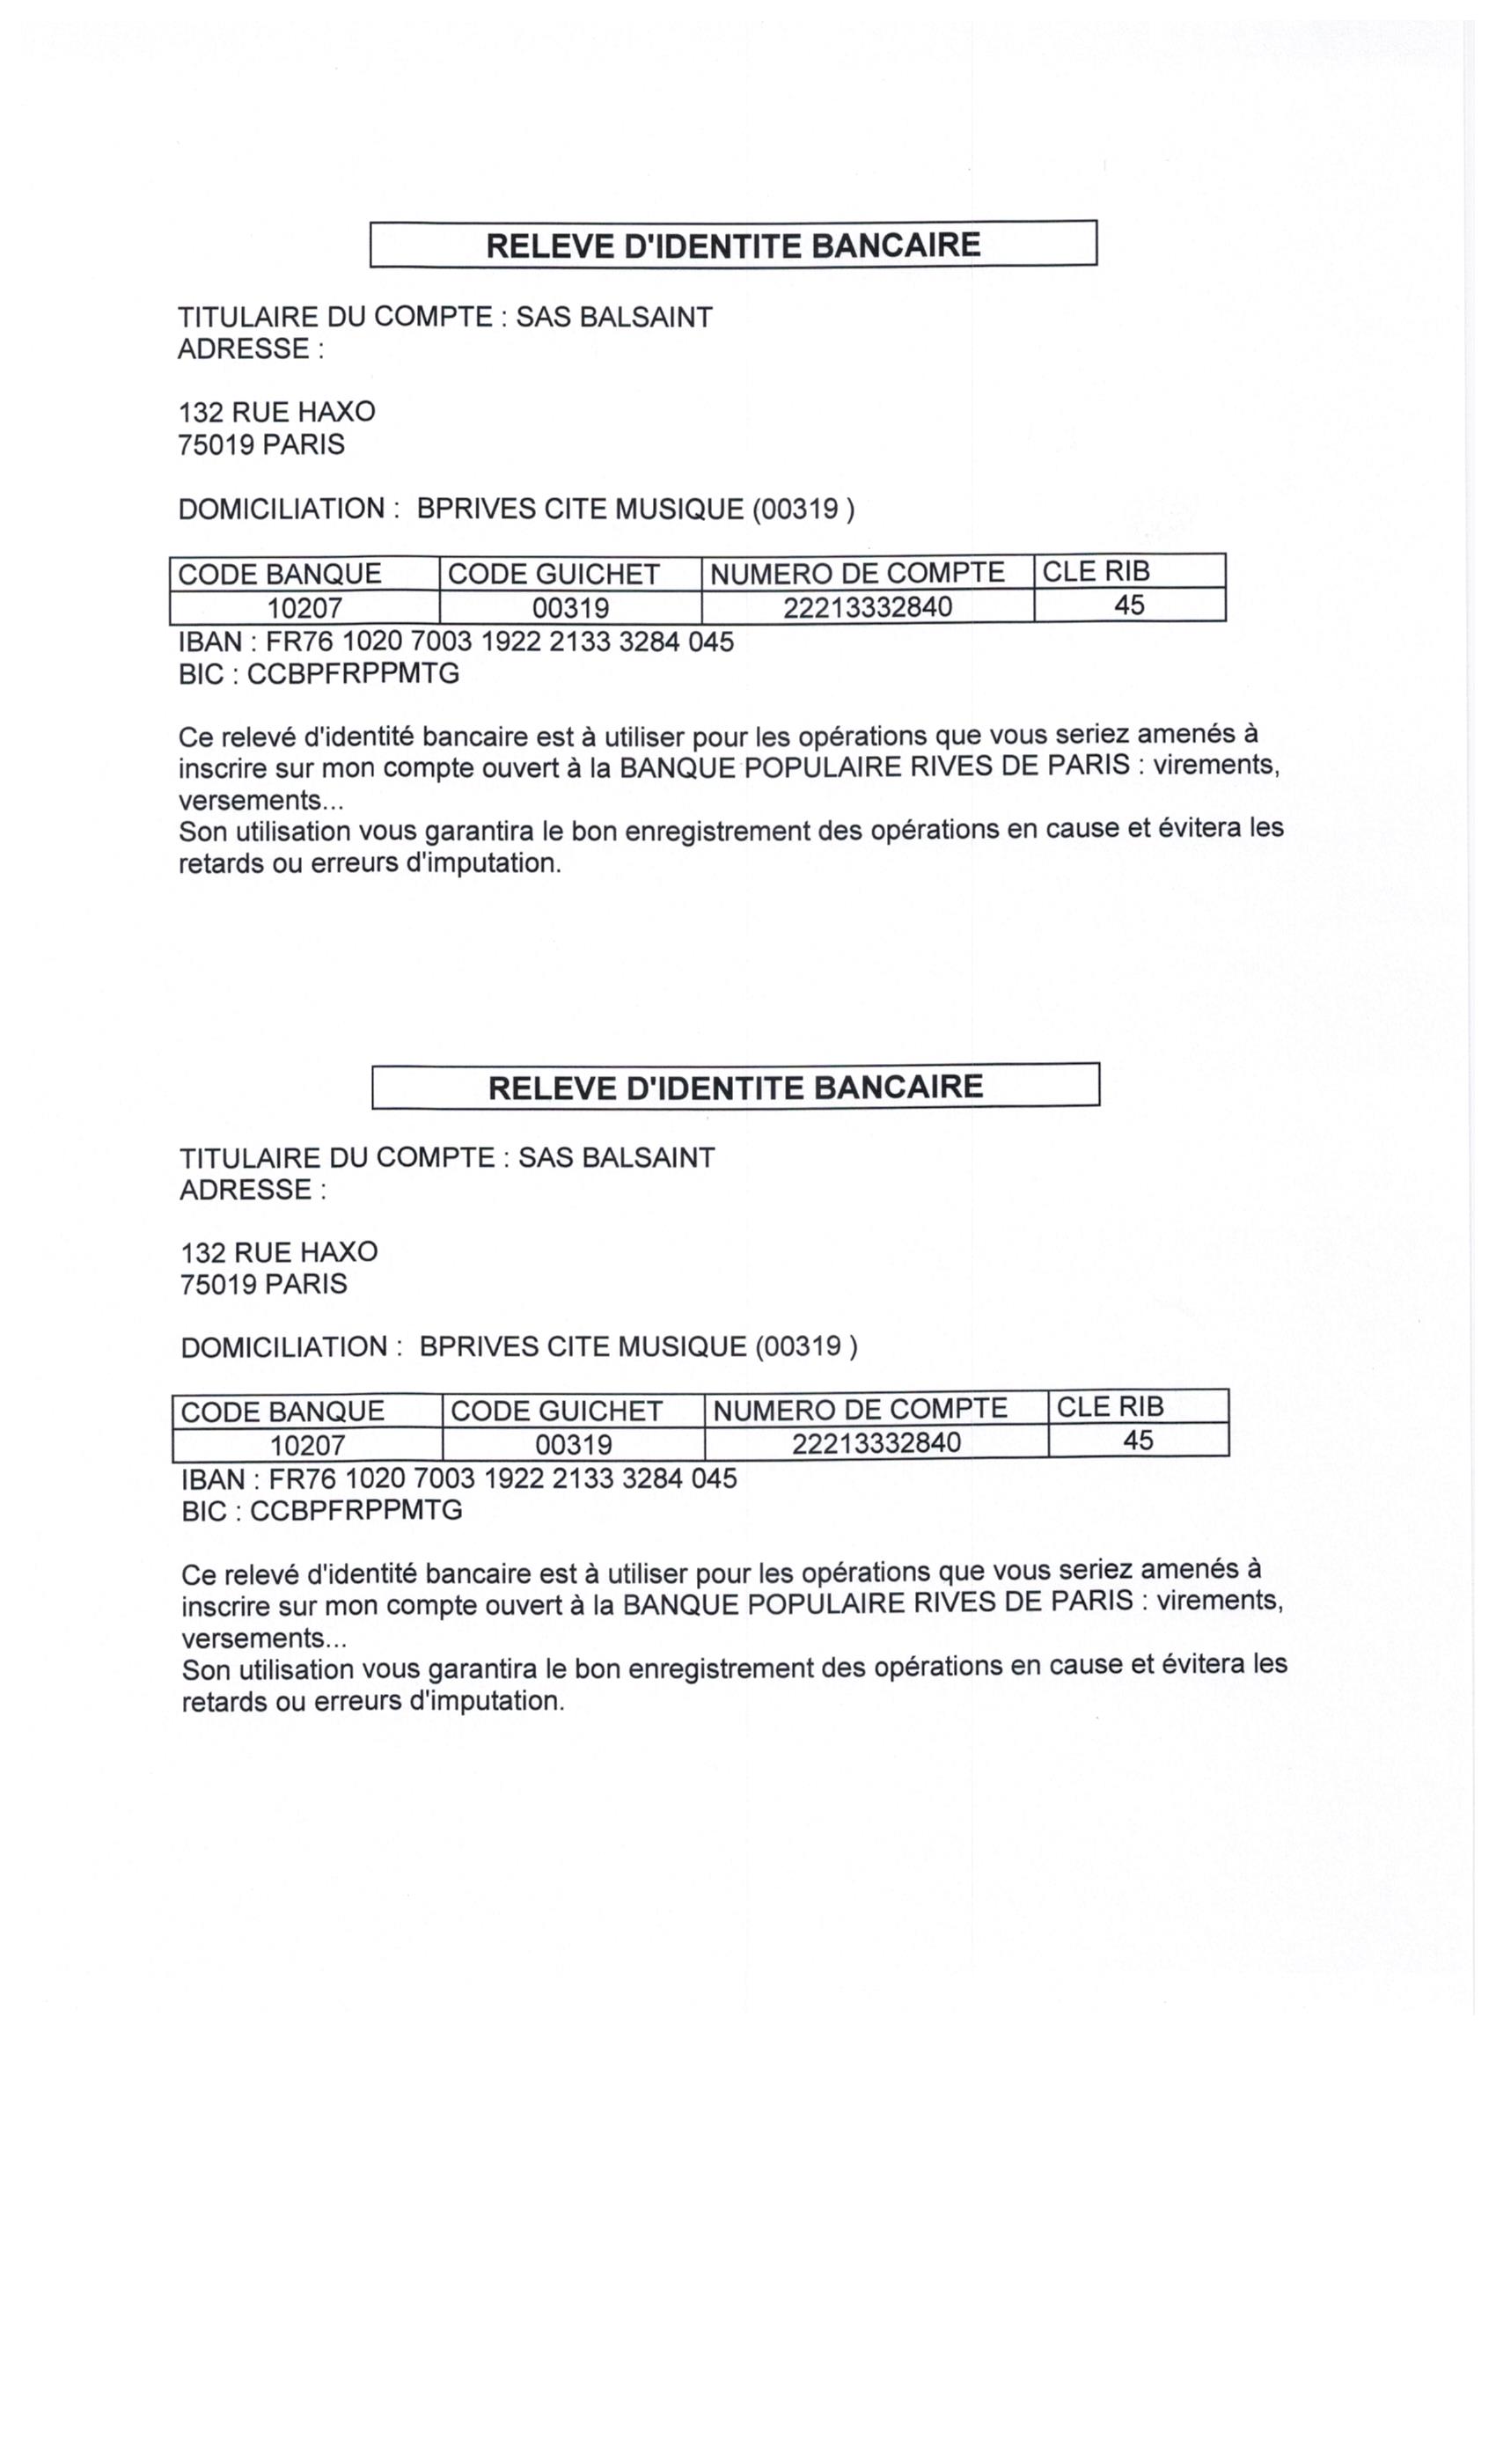 RELEVE D'IDENTITE BANCAIRE
TITULAIRE DU COMPTE : SAS BALSAINT
ADRESSE :
132 RUE HAXO
75019 PARIS
DOMICILIATION :  BPRIVES CITE MUSIQUE (00319 )
CODE BANQUE CODE GUICHET NUMERO DE COMPTE CLE RIB
10207 00319 22213332840 45
IBAN : FR76 1020 7003 1922 2133 3284 045
BIC : CCBPFRPPMTG
Ce relevé d'identité bancaire est à utiliser pour les opérations que vous seriez amenés à
inscrire sur mon compte ouvert à la BANQUE POPULAIRE RIVES DE PARIS : virements,
versements...
Son utilisation vous garantira le bon enregistrement des opérations en cause et évitera les
retards ou erreurs d'imputation.
RELEVE D'IDENTITE BANCAIRE
TITULAIRE DU COMPTE : SAS BALSAINT
ADRESSE :
132 RUE HAXO
75019 PARIS
DOMICILIATION :  BPRIVES CITE MUSIQUE (00319 )
CODE BANQUE CODE GUICHET NUMERO DE COMPTE CLE RIB
10207 00319 22213332840 45
IBAN : FR76 1020 7003 1922 2133 3284 045
BIC : CCBPFRPPMTG
Ce relevé d'identité bancaire est à utiliser pour les opérations que vous seriez amenés à
inscrire sur mon compte ouvert à la BANQUE POPULAIRE RIVES DE PARIS : virements,
versements...
Son utilisation vous garantira le bon enregistrement des opérations en cause et évitera les
retards ou erreurs d'imputation.